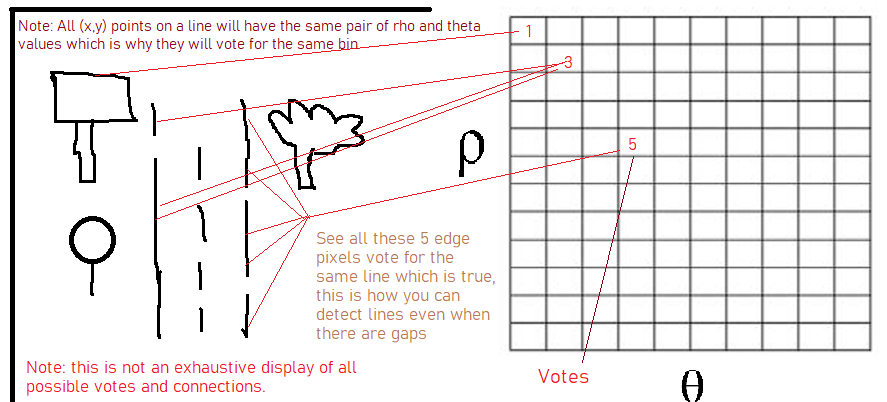 Note: All (x,y) points on a line will have the same pair of rho and theta
values which is why they will vote for the same bin
1
3
ρ
5
See all these 5 edge
pixels vote for the
same line which is true,
this is how you can
detect lines even when
there are gaps
Note: this is not an exhaustive display of all
possible votes and connections.
Votes
θ